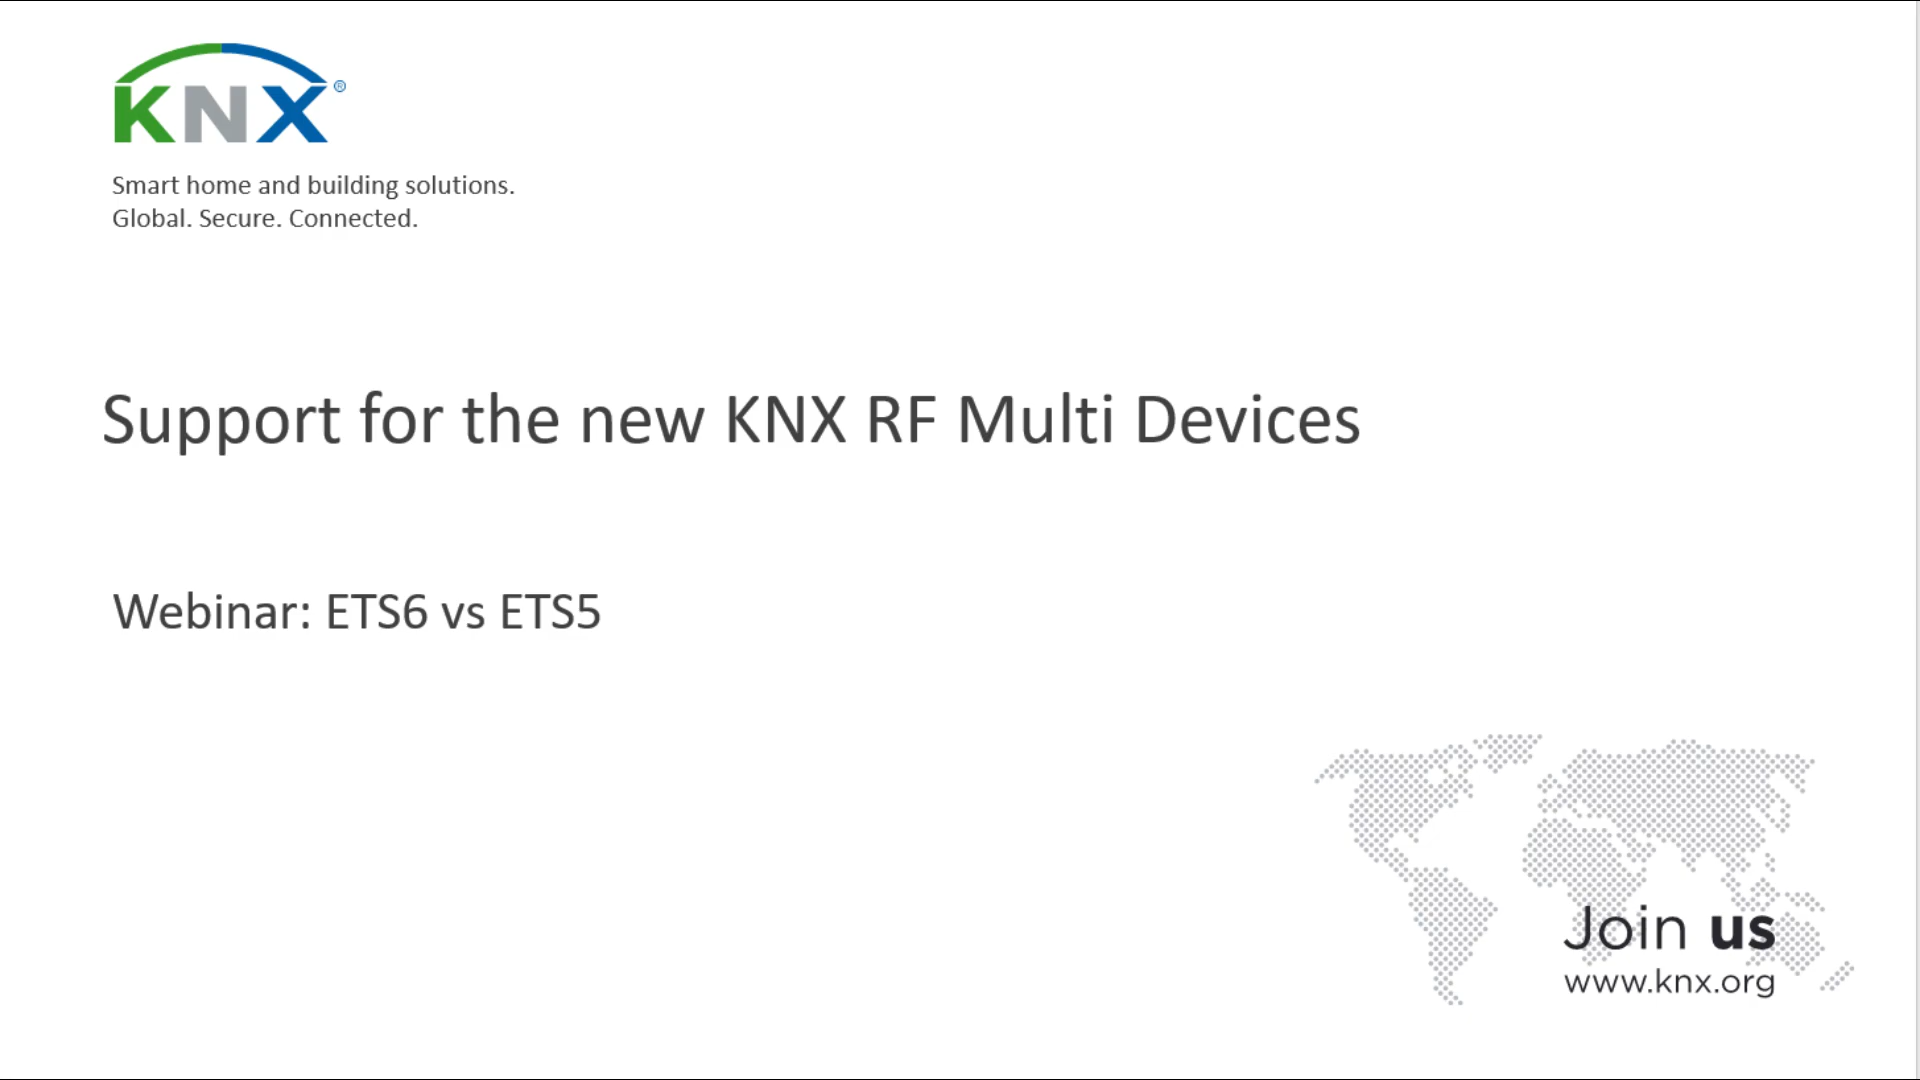 KNX®
Smart home and building solutions.
Global. Secure. Connected.
Support for the new KNX RF Multi Devices
Webinar: ETS6 vs ETS5
Join us
www.knx.org